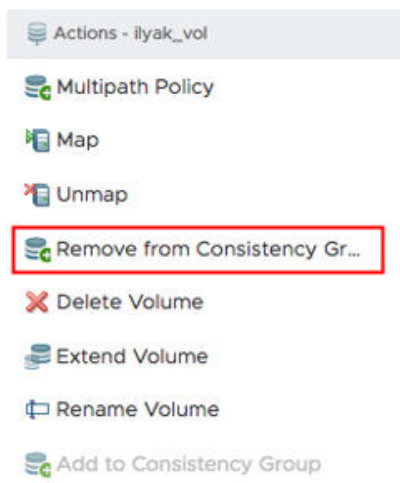 Actions - ilyak_vol
Multipath Policy
Map
Unmap
Remove from Consistency Gr...
Delete Volume
Extend Volume
Rename Volume
Add to Consistency Group